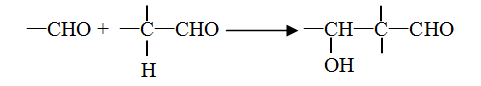 —CHO + —C—CHO ⟶ —CH—C—CHO
H
OH